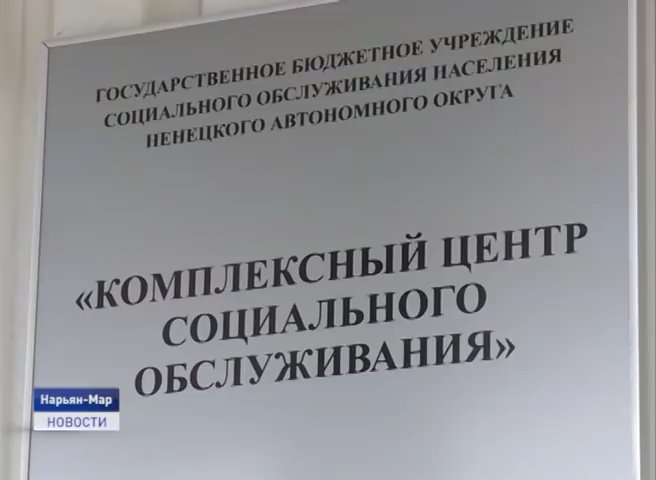 ГОСУДАРСТВЕННОЕ БЮДЖЕТНОЕ УЧРЕЖДЕНИЕ
СОЦИАЛЬНОГО ОБСЛУЖИВАНИЯ НАСЕЛЕНИЯ
НЕНЕЦКОГО АВТОНОМНОГО ОКРУГА
«КОМПЛЕКСНЫЙ ЦЕНТР
СОЦИАЛЬНОГО
ОБСЛУЖИВАНИЯ»
Нарьян-Мар
НОВОСТИ